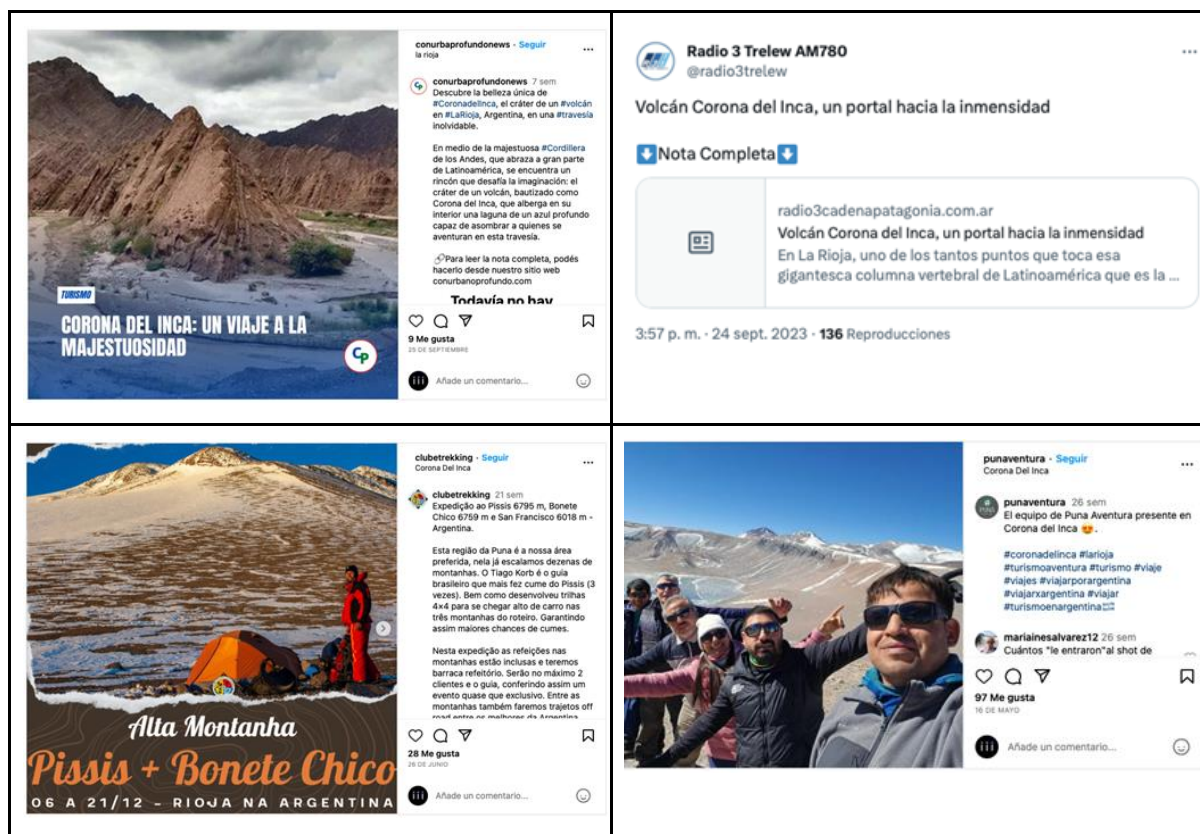 conurbaprofundonews · Seguir
la rioja
conurbaprofundonews 7 sem
Descubre la belleza única de
#CoronadelInca, el cráter de un #volcán
en #LaRioja, Argentina, en una #travesía
inolvidable.
En medio de la majestuosa #Cordillera
de los Andes, que abraza a gran parte
de Latinoamérica, se encuentra un
rincón que desafía la imaginación: el
cráter de un volcán, bautizado como
Corona del Inca, que alberga en su
interior una laguna de un azul profundo
capaz de asombrar a quienes se
aventuran en esta travesía.
🔗Para leer la nota completa, podés
hacerlo desde nuestro sitio web
conurbanoprofundo.com
Todavía no hay
9 Me gusta
25 DE SEPTIEMBRE
Añade un comentario...
TURISMO
CORONA DEL INCA: UN VIAJE A LA
MAJESTUOSIDAD
CP
Radio 3 Trelew AM780
@radio3trelew
Volcán Corona del Inca, un portal hacia la inmensidad
⬇️Nota Completa⬇️
radio3cadenapatagonia.com.ar
Volcán Corona del Inca, un portal hacia la inmensidad
En La Rioja, uno de los tantos puntos que toca esa
gigantesca columna vertebral de Latinoamérica que es la ...
3:57 p. m. · 24 sept. 2023 · 136 Reproducciones
clubetrekking · Seguir
Corona Del Inca
clubetrekking 21 sem
Expedição ao Pissis 6795 m, Bonete
Chico 6759 m e San Francisco 6018 m -
Argentina.
Esta região da Puna é a nossa área
preferida, nela já escalamos dezenas de
montanhas. O Tiago Korb é o guia
brasileiro que mais fez cume do Pissis (3
vezes). Bem como desenvolveu trilhas
4x4 para se chegar alto de carro nas
três montanhas do roteiro. Garantindo
assim maiores chances de cumes.
Nesta expedição as refeições nas
montanhas estão inclusas e teremos
barraca refeitório. Serão no máximo 2
clientes e o guia, conferindo assim um
evento quase que exclusivo. Entre as
montanhas também faremos trajetos off
road entre os melhores da Argentina
28 Me gusta
26 DE JUNIO
Añade un comentario...
Alta Montanha
Pissis + Bonete Chico
06 A 21/12 - RIOJA NA ARGENTINA
punaventura · Seguir
Corona Del Inca
punaventura 26 sem
El equipo de Puna Aventura presente en
Corona del Inca 😍.
#coronadelinca #larioja
#turismoaventura #turismo #viaje
#viajes #viajarporargentina
#viajarxargentina #viajar
#turismoenargentina
mariainesalvarez12 26 sem
Cuántos "le entraron"al shot de
97 Me gusta
16 DE MAYO
Añade un comentario...